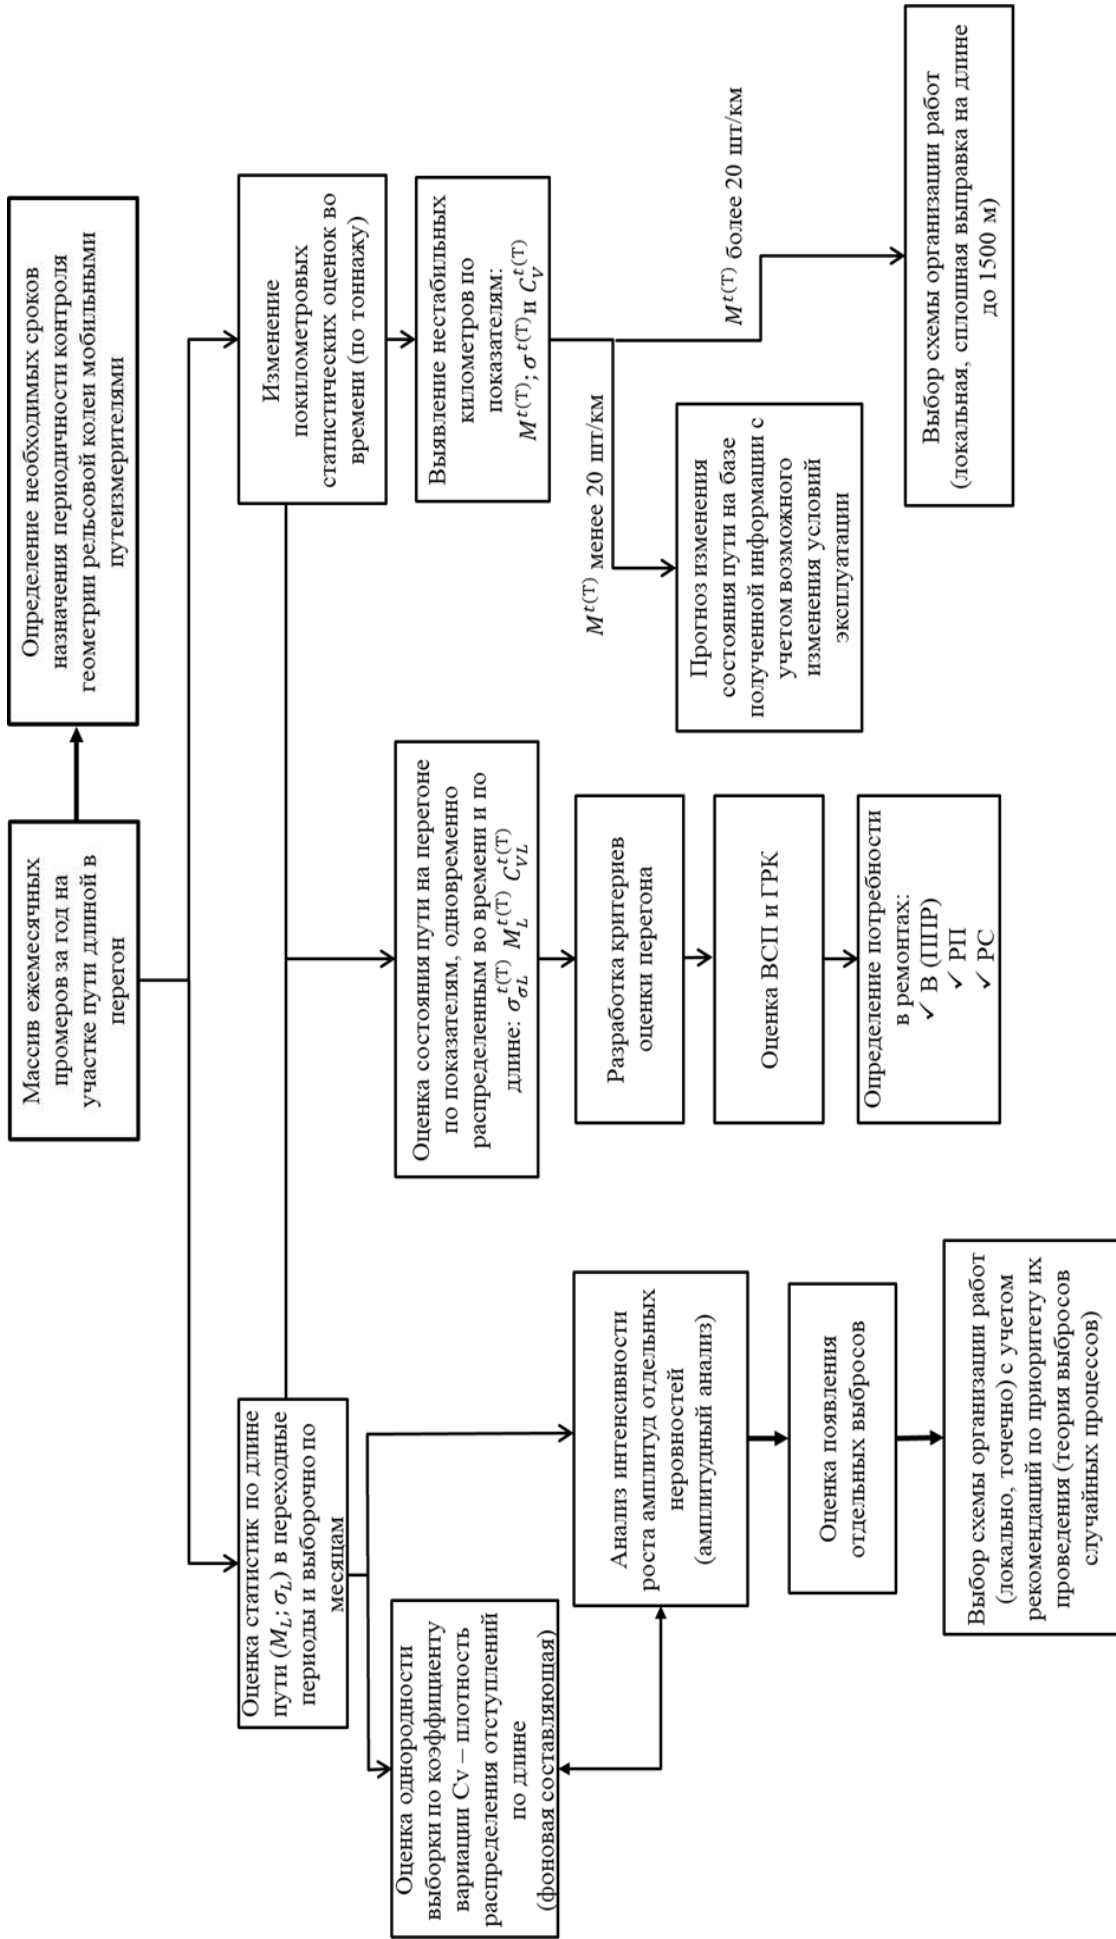 Массив ежемесячных
промеров за год на
участке пути длиной в
перегон
Определение необходимых сроков
назначения периодичности контроля
геометрии рельсовой колеи мобильными
путеизмерителями
Оценка статистик по длине
пути (M_L; σ_L) в переходные
периоды и выборочно по
месяцам
Изменение
покилометровых
статистических оценок во
времени (по тоннажу)
Оценка однородности
выборки по коэффициенту
вариации Cv – плотность
распределения отступлений
по длине
(фоновая составляющая)
Оценка состояния пути на перегоне
по показателям, одновременно
распределенным во времени и по
длине: σ_{σL}^{t(T)} M_L^{t(T)} C_{VL}^{t(T)}
Выявление нестабильных
километров по
показателям:
M^{t(T)}; σ^{t(T)} и C_V^{t(T)}
Анализ интенсивности
роста амплитуд отдельных
неровностей
(амплитудный анализ)
Разработка критериев
оценки перегона
M^{t(T)} менее 20 шт/км
M^{t(T)} более 20 шт/км
Прогноз изменения
состояния пути на базе
полученной информации с
учетом возможного
изменения условий
эксплуатации
Оценка появления
отдельных выбросов
Оценка ВСП и ГРК
Выбор схемы организации работ
(локально, точечно) с учетом
рекомендаций по приоритету их
проведения (теория выбросов
случайных процессов)
Определение потребности
в ремонтах:
✓ В (ППР)
✓ РП
✓ РС
Выбор схемы организации работ
(локальная, сплошная выправка на длине
до 1500 м)